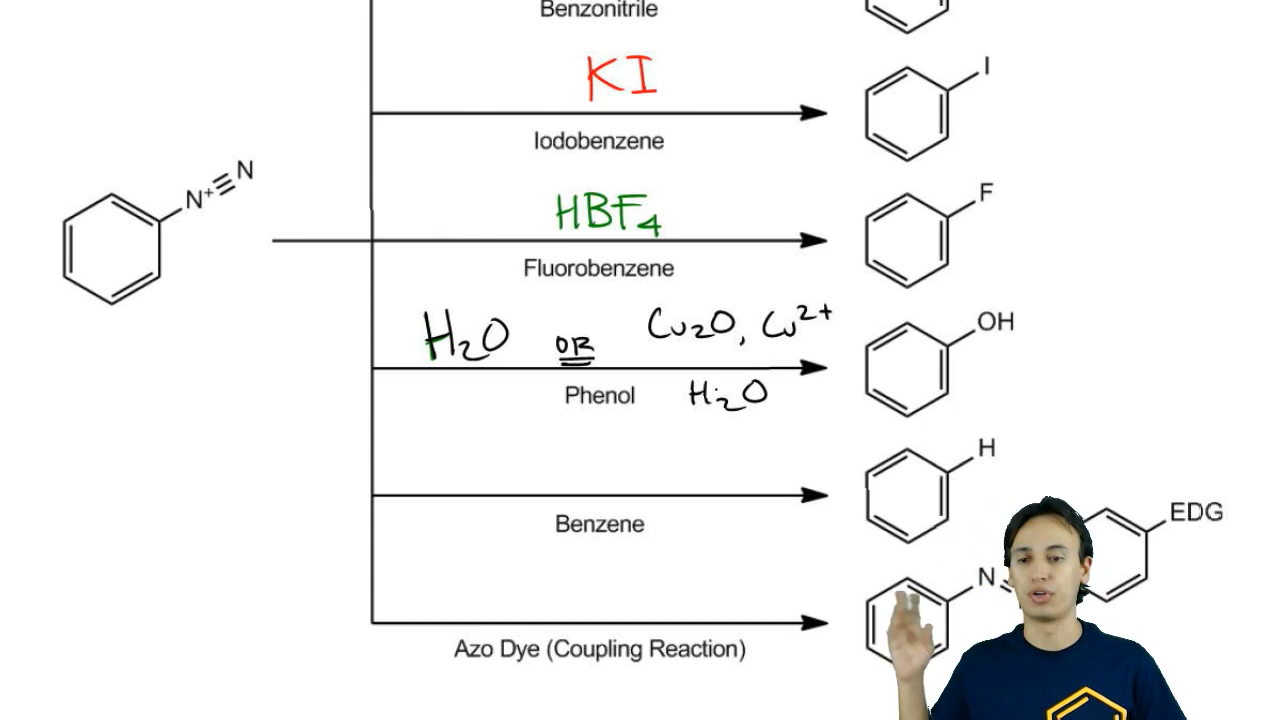 Benzonitrile
KI
I
Iodobenzene
N⁺≡N
HBF₄
F
Fluorobenzene
H₂O OR Cu₂O, Cu²⁺
OH
Phenol H₂O
H
Benzene
EDG
N
Azo Dye (Coupling Reaction)